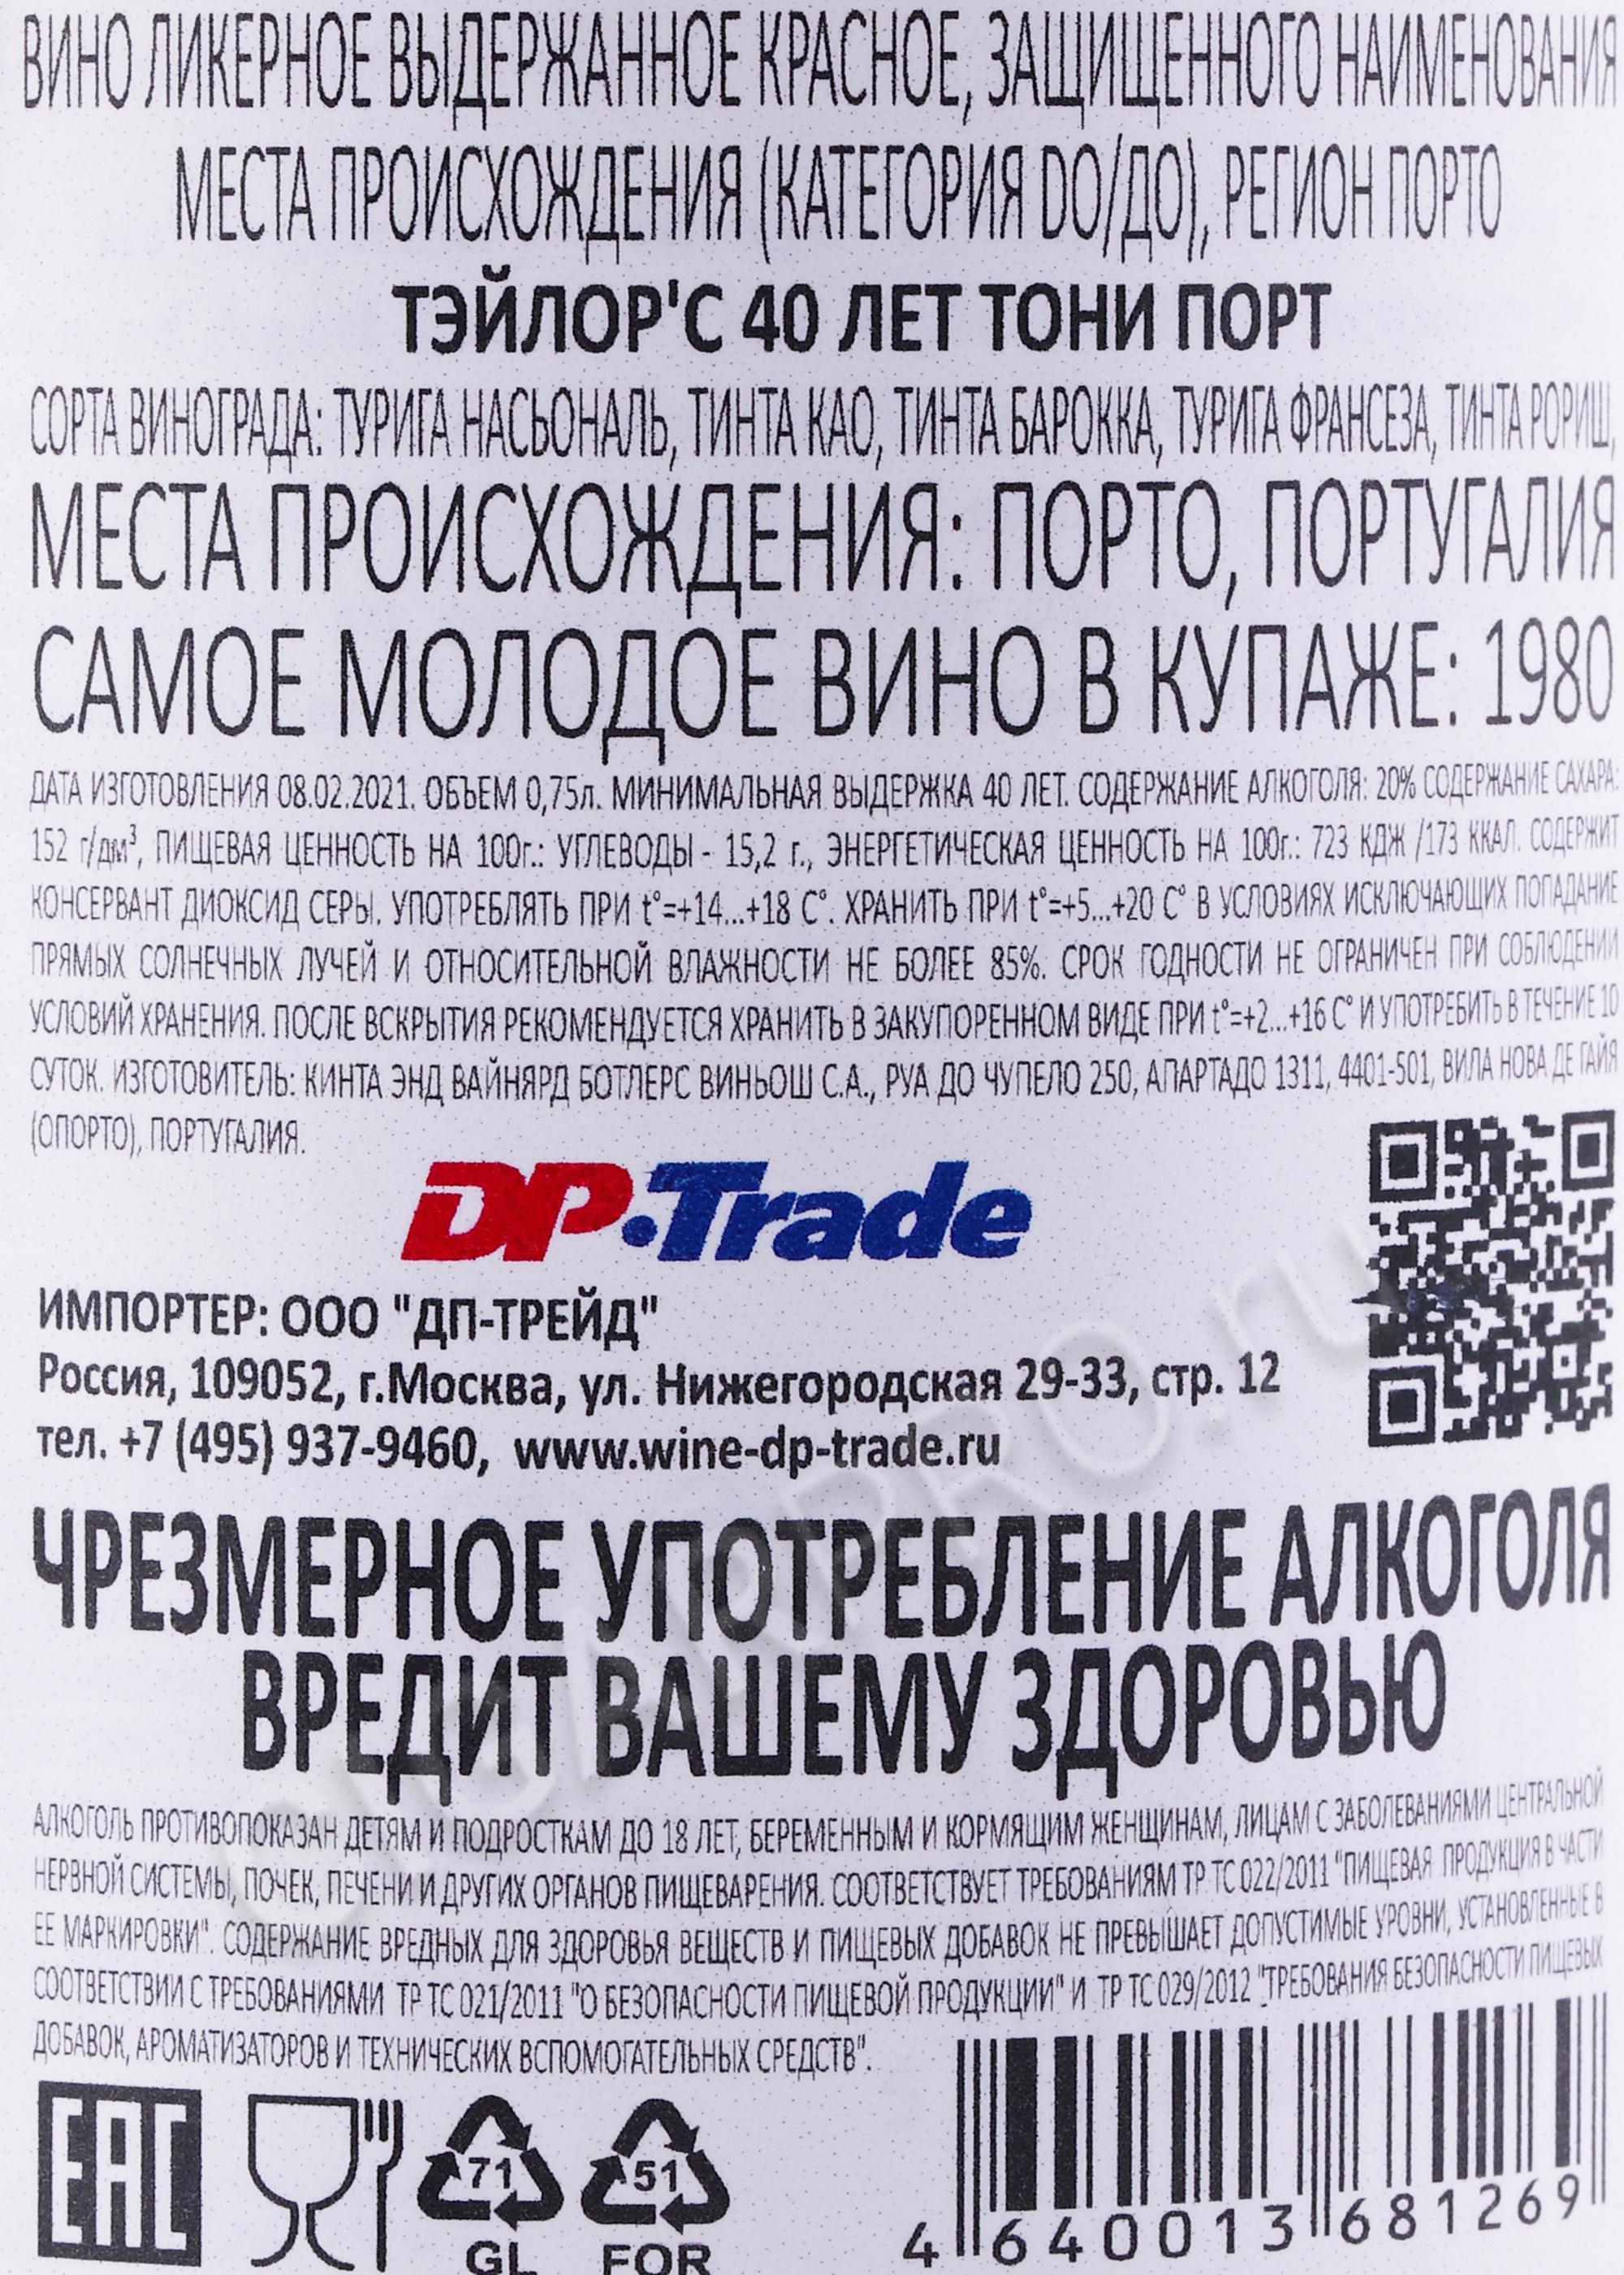 ВИНО ЛИКЕРНОЕ ВЫДЕРЖАННОЕ КРАСНОЕ, ЗАЩИЩЕННОГО НАИМЕНОВАНИЯ
МЕСТА ПРОИСХОЖДЕНИЯ (КАТЕГОРИЯ DO/ДО), РЕГИОН ПОРТО
ТЭЙЛОР'С 40 ЛЕТ ТОНИ ПОРТ
СОРТА ВИНОГРАДА: ТУРИГА НАСЬОНАЛЬ, ТИНТА КАО, ТИНТА БАРОККА, ТУРИГА ФРАНСЕЗА, ТИНТА РОРИШ,
МЕСТА ПРОИСХОЖДЕНИЯ: ПОРТО, ПОРТУГАЛИЯ
САМОЕ МОЛОДОЕ ВИНО В КУПАЖЕ: 1980
ДАТА ИЗГОТОВЛЕНИЯ 08.02.2021. ОБЪЕМ 0,75л. МИНИМАЛЬНАЯ ВЫДЕРЖКА 40 ЛЕТ. СОДЕРЖАНИЕ АЛКОГОЛЯ: 20% СОДЕРЖАНИЕ САХАРА:
152 г/дм³, ПИЩЕВАЯ ЦЕННОСТЬ НА 100г.: УГЛЕВОДЫ - 15,2 г., ЭНЕРГЕТИЧЕСКАЯ ЦЕННОСТЬ НА 100г.: 723 КДЖ /173 ККАЛ. СОДЕРЖИТ
КОНСЕРВАНТ ДИОКСИД СЕРЫ. УПОТРЕБЛЯТЬ ПРИ t°=+14...+18 С°. ХРАНИТЬ ПРИ t°=+5...+20 С° В УСЛОВИЯХ ИСКЛЮЧАЮЩИХ ПОПАДАНИЕ
ПРЯМЫХ СОЛНЕЧНЫХ ЛУЧЕЙ И ОТНОСИТЕЛЬНОЙ ВЛАЖНОСТИ НЕ БОЛЕЕ 85%. СРОК ГОДНОСТИ НЕ ОГРАНИЧЕН ПРИ СОБЛЮДЕНИИ
УСЛОВИЙ ХРАНЕНИЯ. ПОСЛЕ ВСКРЫТИЯ РЕКОМЕНДУЕТСЯ ХРАНИТЬ В ЗАКУПОРЕННОМ ВИДЕ ПРИ t°=+2...+16 С° И УПОТРЕБИТЬ В ТЕЧЕНИЕ 10
СУТОК. ИЗГОТОВИТЕЛЬ: КИНТА ЭНД ВАЙНЯРД БОТЛЕРС ВИНЬОШ С.А., РУА ДО ЧУПЕЛО 250, АПАРТАДО 1311, 4401-501, ВИЛА НОВА ДЕ ГАЙЯ
(ОПОРТО), ПОРТУГАЛИЯ.
DP·Trade
ИМПОРТЕР: ООО "ДП-ТРЕЙД"
Россия, 109052, г.Москва, ул. Нижегородская 29-33, стр. 12
тел. +7 (495) 937-9460, www.wine-dp-trade.ru
ЧРЕЗМЕРНОЕ УПОТРЕБЛЕНИЕ АЛКОГОЛЯ
ВРЕДИТ ВАШЕМУ ЗДОРОВЬЮ
АЛКОГОЛЬ ПРОТИВОПОКАЗАН ДЕТЯМ И ПОДРОСТКАМ ДО 18 ЛЕТ, БЕРЕМЕННЫМ И КОРМЯЩИМ ЖЕНЩИНАМ, ЛИЦАМ С ЗАБОЛЕВАНИЯМИ ЦЕНТРАЛЬНОЙ
НЕРВНОЙ СИСТЕМЫ, ПОЧЕК, ПЕЧЕНИ И ДРУГИХ ОРГАНОВ ПИЩЕВАРЕНИЯ. СООТВЕТСТВУЕТ ТРЕБОВАНИЯМ ТР ТС 022/2011 "ПИЩЕВАЯ ПРОДУКЦИЯ В ЧАСТИ
ЕЕ МАРКИРОВКИ". СОДЕРЖАНИЕ ВРЕДНЫХ ДЛЯ ЗДОРОВЬЯ ВЕЩЕСТВ И ПИЩЕВЫХ ДОБАВОК НЕ ПРЕВЫШАЕТ ДОПУСТИМЫЕ УРОВНИ, УСТАНОВЛЕННЫЕ В
СООТВЕТСТВИИ С ТРЕБОВАНИЯМИ ТР ТС 021/2011 "О БЕЗОПАСНОСТИ ПИЩЕВОЙ ПРОДУКЦИИ" И ТР ТС 029/2012 "ТРЕБОВАНИЯ БЕЗОПАСНОСТИ ПИЩЕВЫХ
ДОБАВОК, АРОМАТИЗАТОРОВ И ТЕХНИЧЕСКИХ ВСПОМОГАТЕЛЬНЫХ СРЕДСТВ".
EAC
71
GL
51
FOR
4 640013 681269